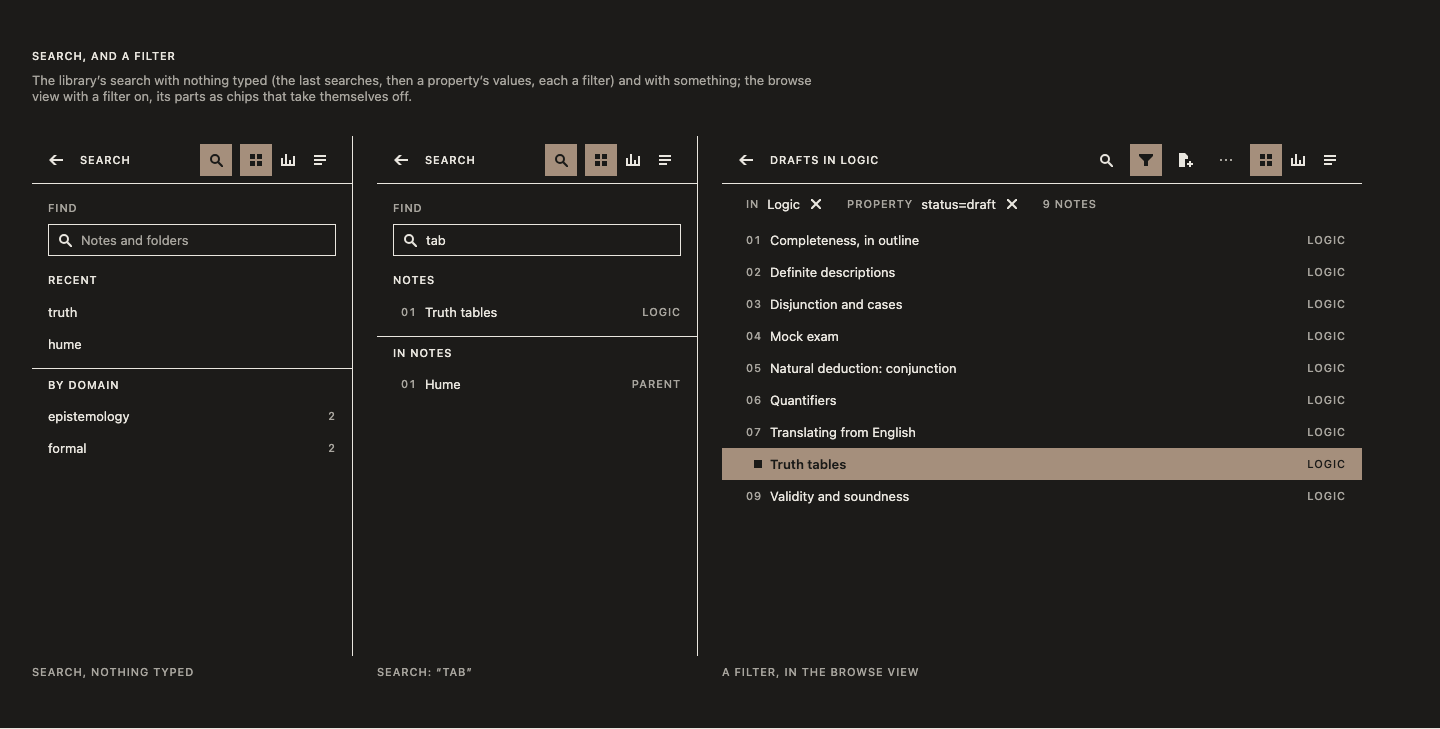 SEARCH, AND A FILTER
The library's search with nothing typed (the last searches, then a property's values, each a filter) and with something; the browse
view with a filter on, its parts as chips that take themselves off.
SEARCH
FIND
Notes and folders
RECENT
truth
hume
BY DOMAIN
epistemology 2
formal 2
SEARCH, NOTHING TYPED
SEARCH
FIND
tab
NOTES
01 Truth tables LOGIC
IN NOTES
01 Hume PARENT
SEARCH: "TAB"
DRAFTS IN LOGIC
IN Logic PROPERTY status=draft 9 NOTES
01 Completeness, in outline LOGIC
02 Definite descriptions LOGIC
03 Disjunction and cases LOGIC
04 Mock exam LOGIC
05 Natural deduction: conjunction LOGIC
06 Quantifiers LOGIC
07 Translating from English LOGIC
Truth tables LOGIC
09 Validity and soundness LOGIC
A FILTER, IN THE BROWSE VIEW